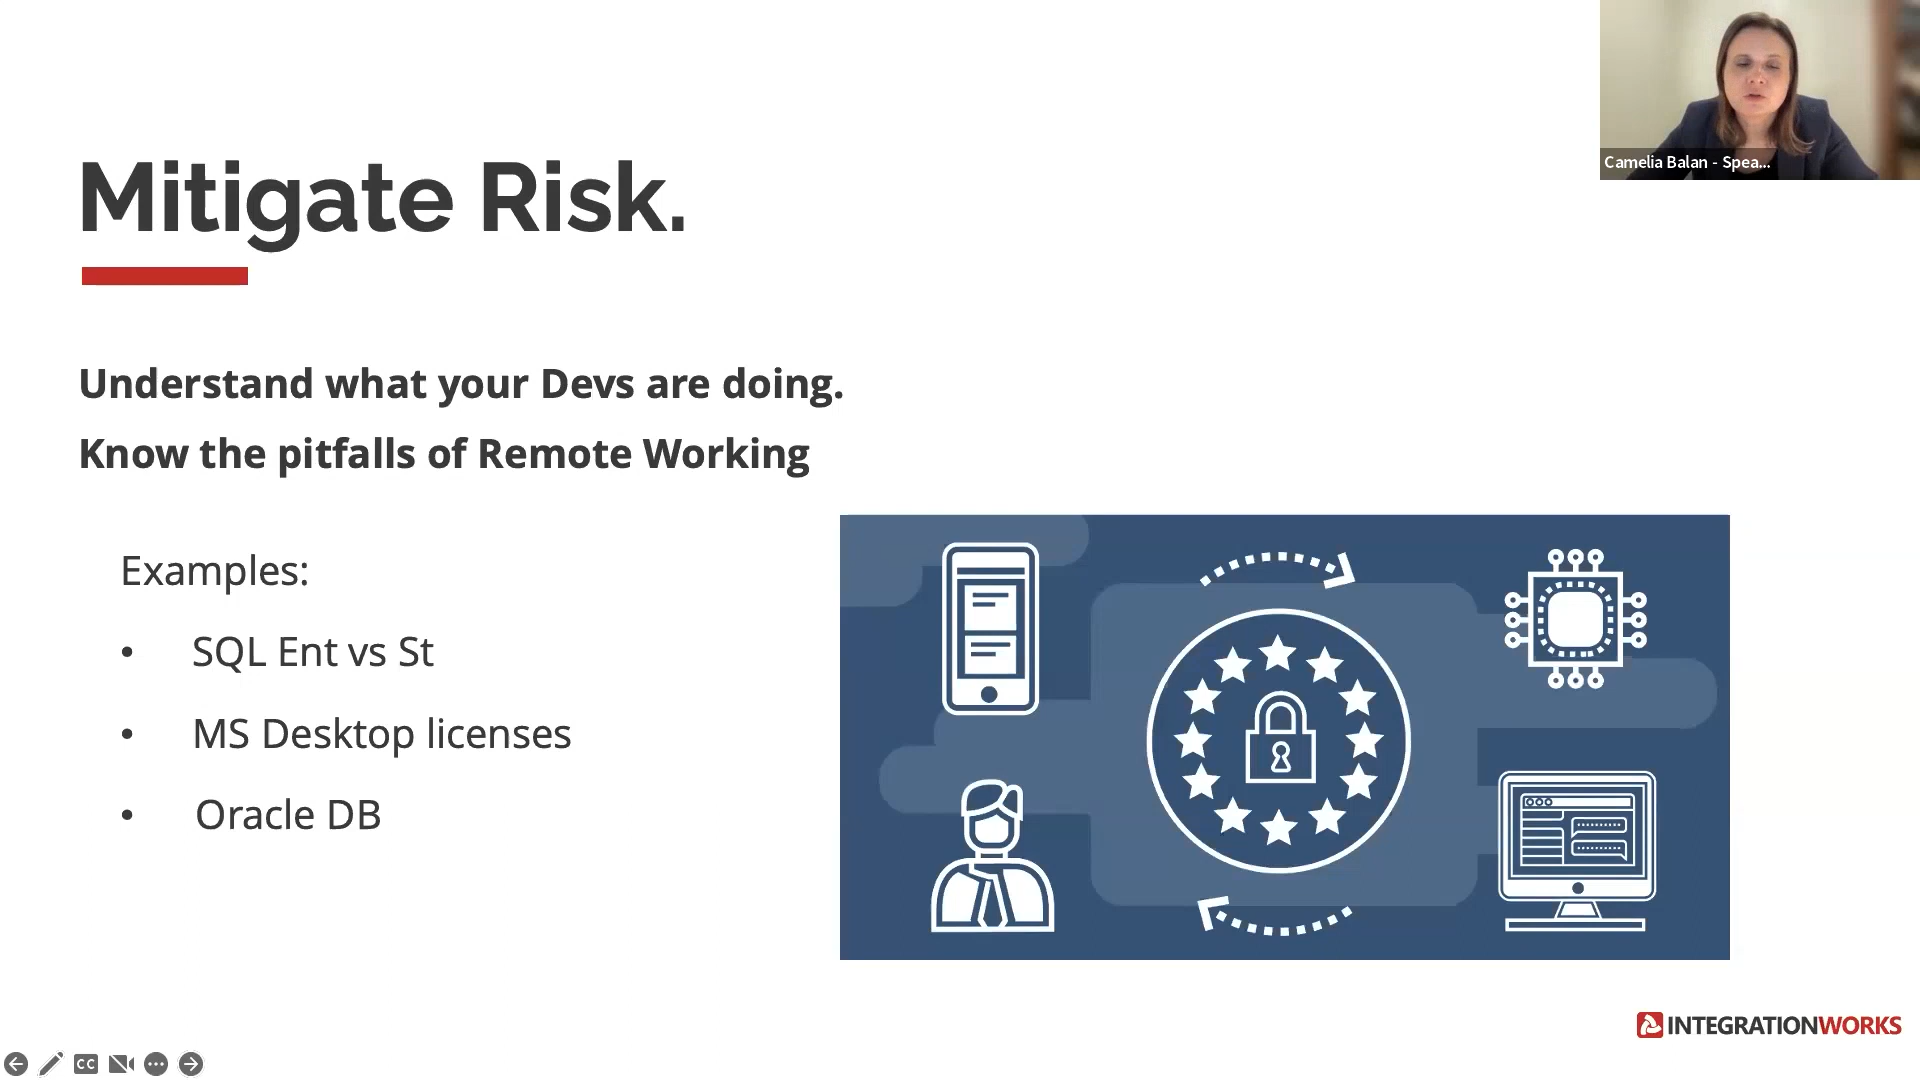 Camelia Balan - Spea...
Mitigate Risk.
Understand what your Devs are doing.
Know the pitfalls of Remote Working
Examples:
• SQL Ent vs St
• MS Desktop licenses
• Oracle DB
INTEGRATIONWORKS
CC